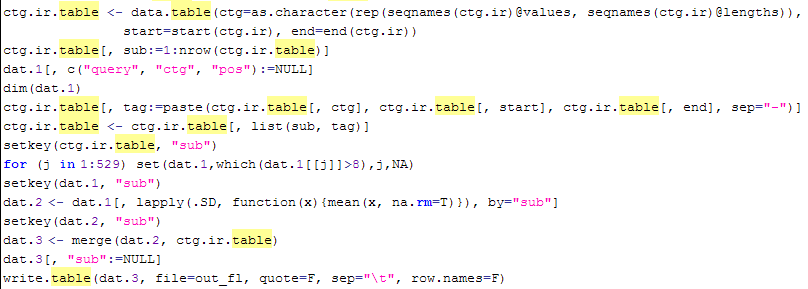 ctg.ir.table <- data.table(ctg=as.character(rep(seqnames(ctg.ir)@values, seqnames(ctg.ir)@lengths)),
start=start(ctg.ir), end=end(ctg.ir))
ctg.ir.table[, sub:=1:nrow(ctg.ir.table)]
dat.1[, c("query", "ctg", "pos"):=NULL]
dim(dat.1)
ctg.ir.table[, tag:=paste(ctg.ir.table[, ctg], ctg.ir.table[, start], ctg.ir.table[, end], sep="-")]
ctg.ir.table <- ctg.ir.table[, list(sub, tag)]
setkey(ctg.ir.table, "sub")
for (j in 1:529) set(dat.1,which(dat.1[[j]]>8),j,NA)
setkey(dat.1, "sub")
dat.2 <- dat.1[, lapply(.SD, function(x){mean(x, na.rm=T)}), by="sub"]
setkey(dat.2, "sub")
dat.3 <- merge(dat.2, ctg.ir.table)
dat.3[, "sub":=NULL]
write.table(dat.3, file=out_fl, quote=F, sep="\t", row.names=F)